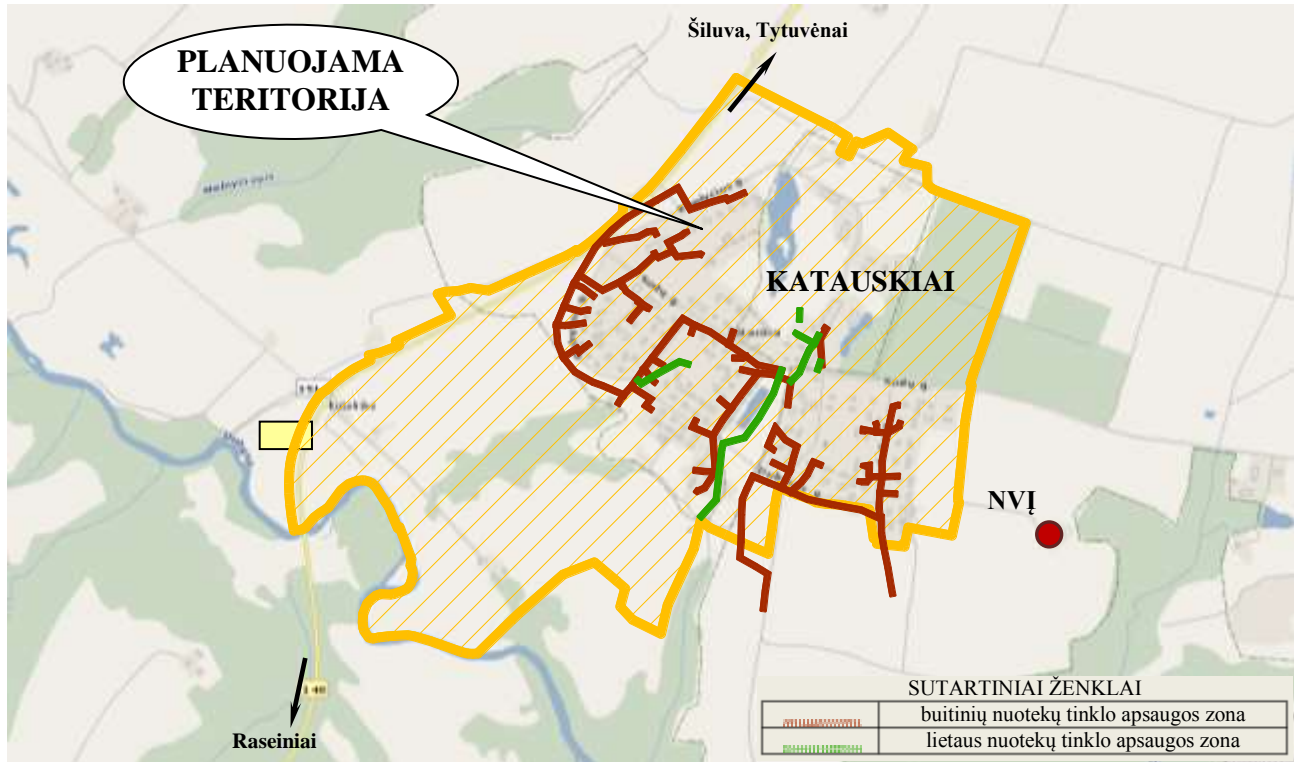 Šiluva, Tytuvėnai
PLANUOJAMA
TERITORIJA
KATAUSKIAI
Sodų g
NVĮ
Raseiniai
SUTARTINIAI ŽENKLAI
buitinių nuotekų tinklo apsaugos zona
lietaus nuotekų tinklo apsaugos zona